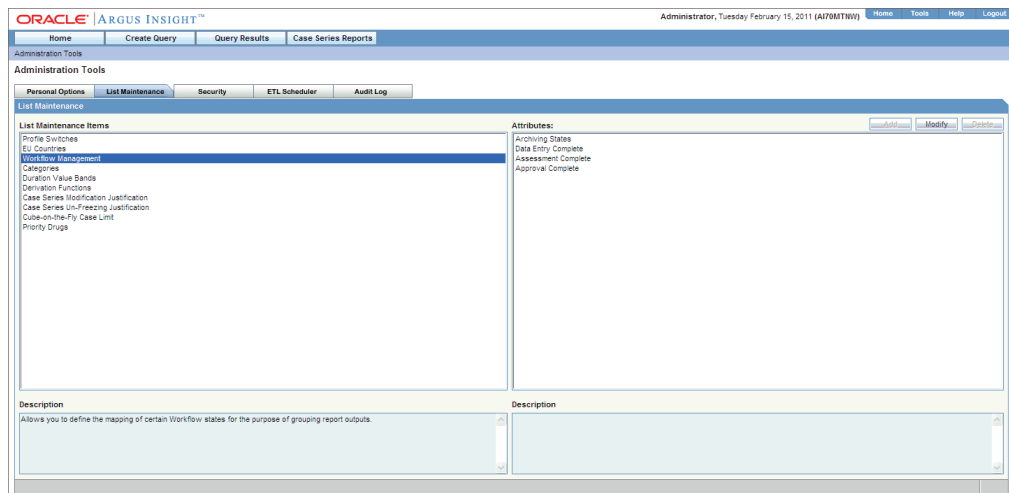 ORACLE® | ARGUS INSIGHT™
Administrator, Tuesday February 15, 2011 (AI70MTNW)
Home Tools Help Logout
Home Create Query Query Results Case Series Reports
Administration Tools
Administration Tools
Personal Options List Maintenance Security ETL Scheduler Audit Log
List Maintenance
List Maintenance Items
Profile Switches
EU Countries
Workflow Management
Categories
Duration Value Bands
Derivation Functions
Case Series Modification Justification
Case Series Un-Freezing Justification
Cube-on-the-Fly Case Limit
Priority Drugs
Attributes:
Add Modify Delete
Archiving States
Data Entry Complete
Assessment Complete
Approval Complete
Description
Allows you to define the mapping of certain Workflow states for the purpose of grouping report outputs.
Description